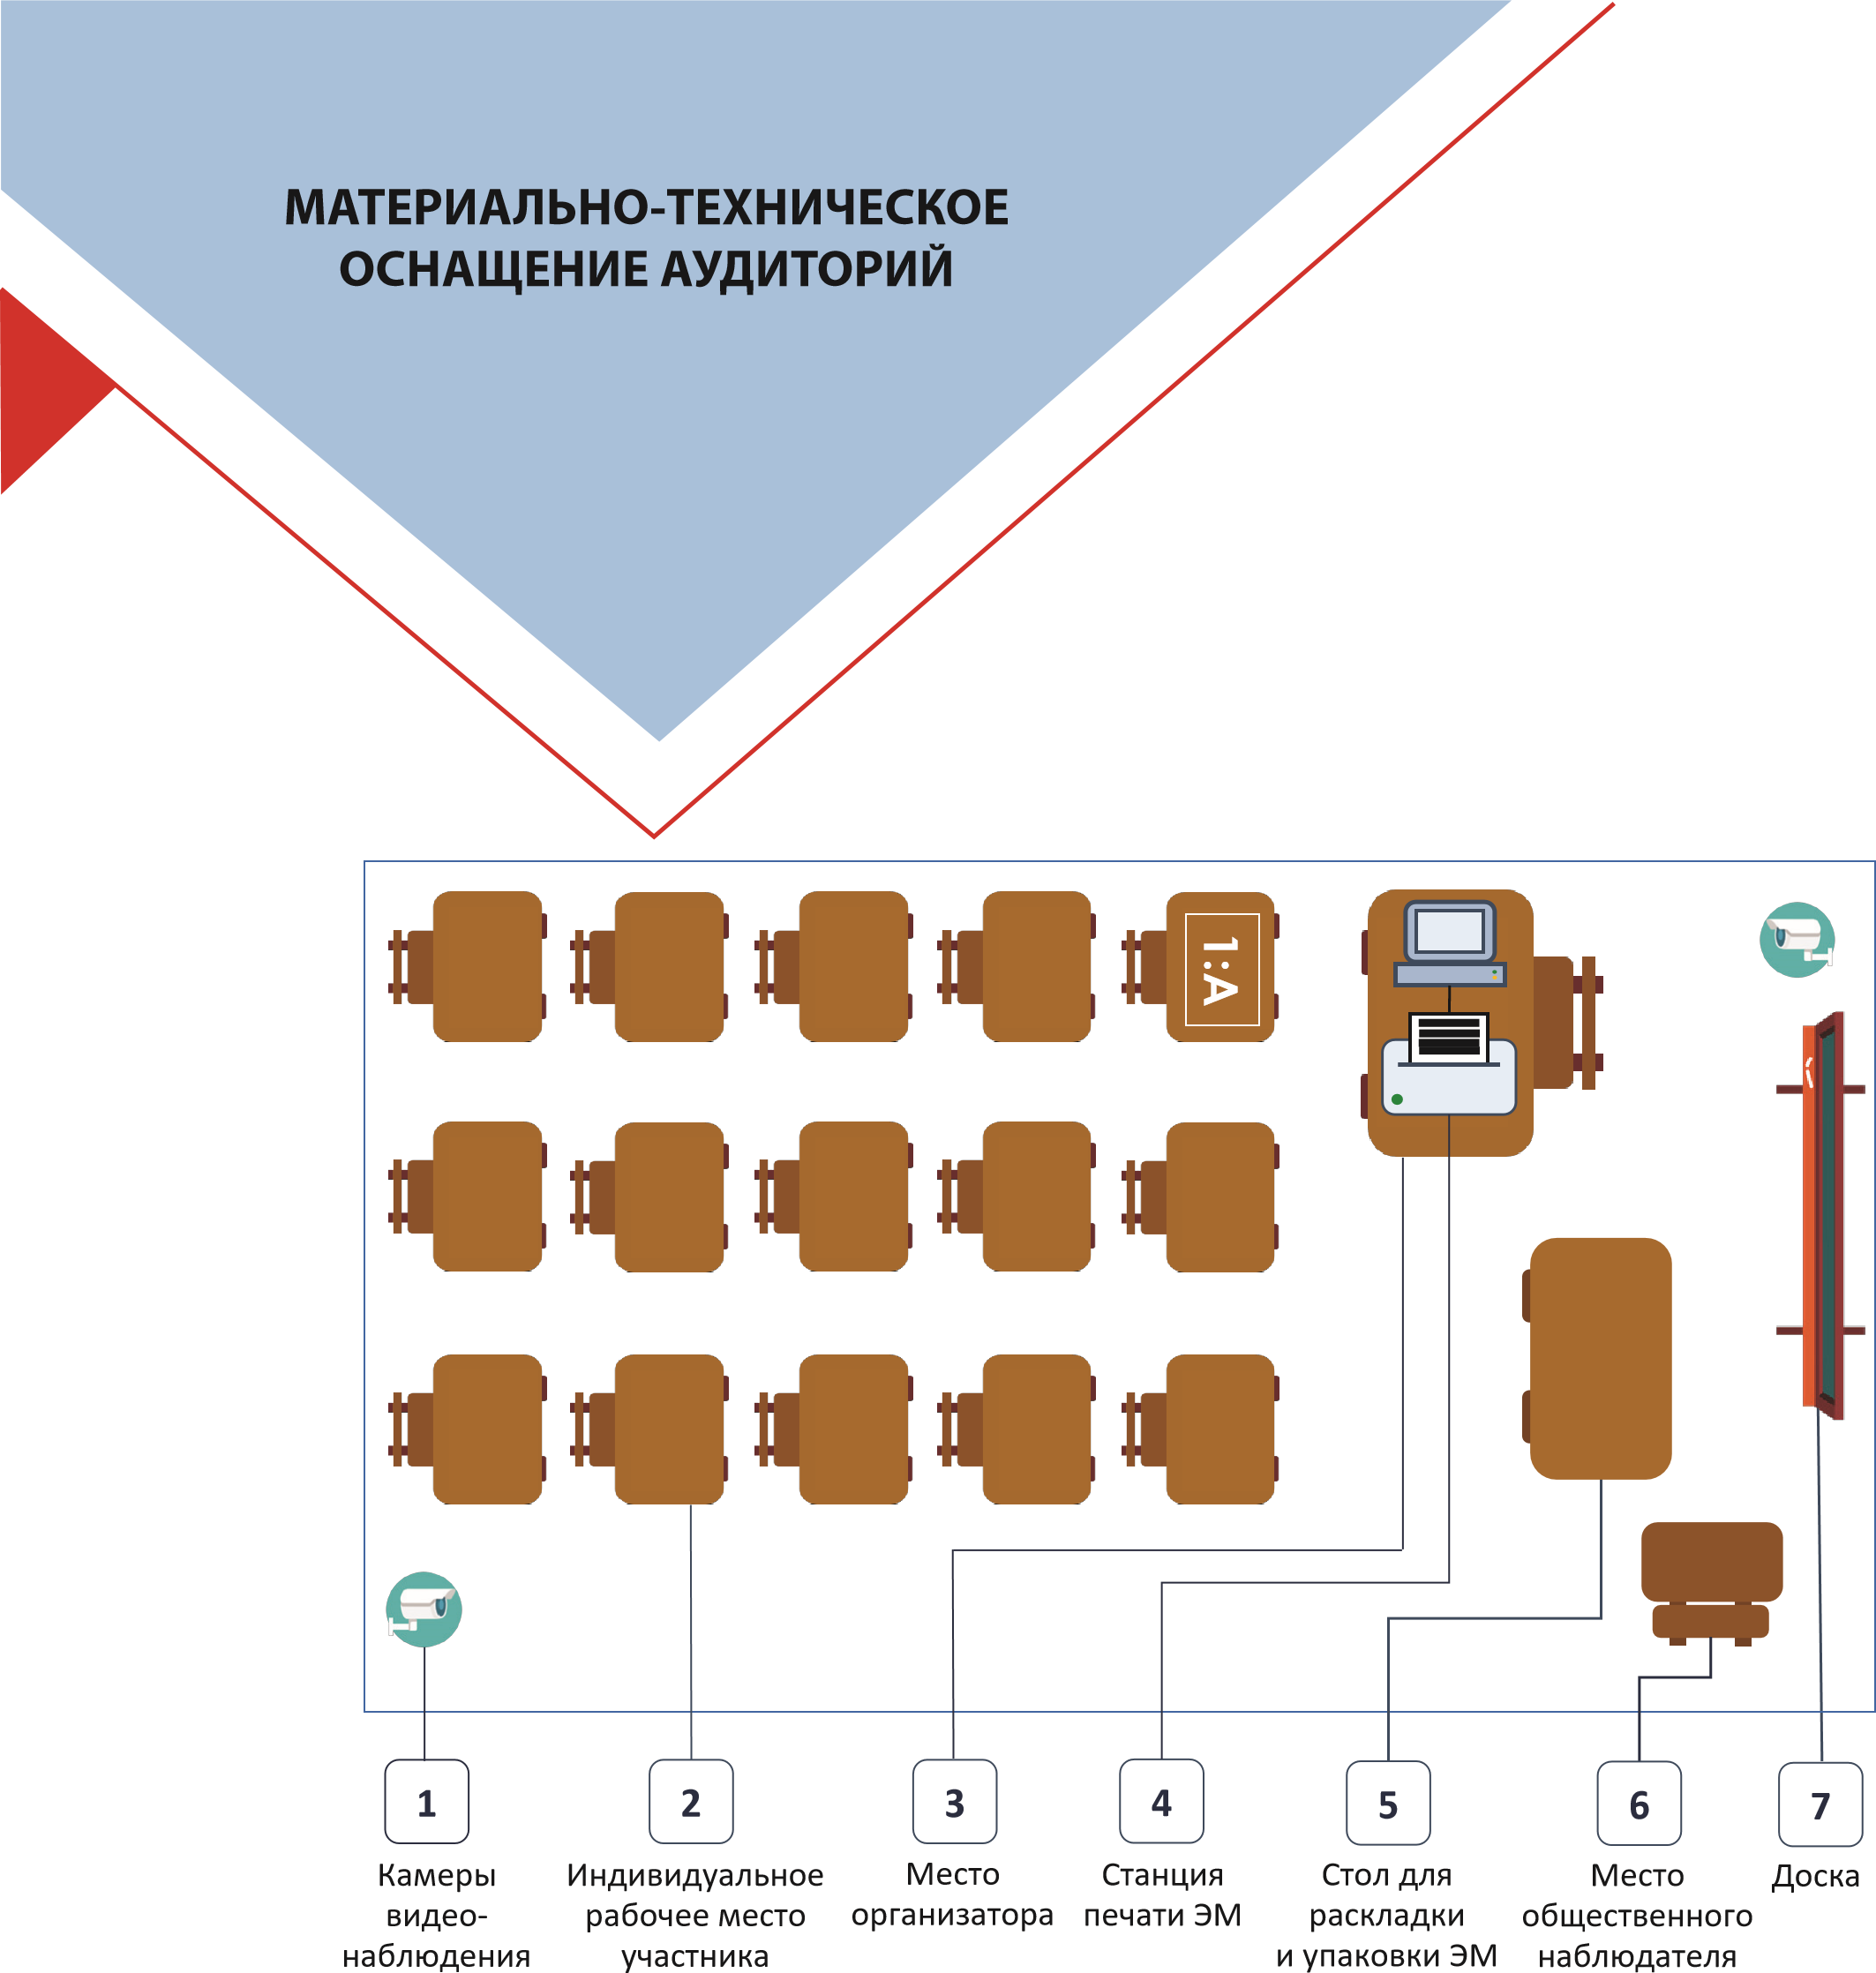 МАТЕРИАЛЬНО-ТЕХНИЧЕСКОЕ
ОСНАЩЕНИЕ АУДИТОРИЙ
1:А
1
Камеры
видео-
наблюдения
2
Индивидуальное
рабочее место
участника
3
Место
организатора
4
Станция
печати ЭМ
5
Стол для
раскладки
и упаковки ЭМ
6
Место
общественного
наблюдателя
7
Доска